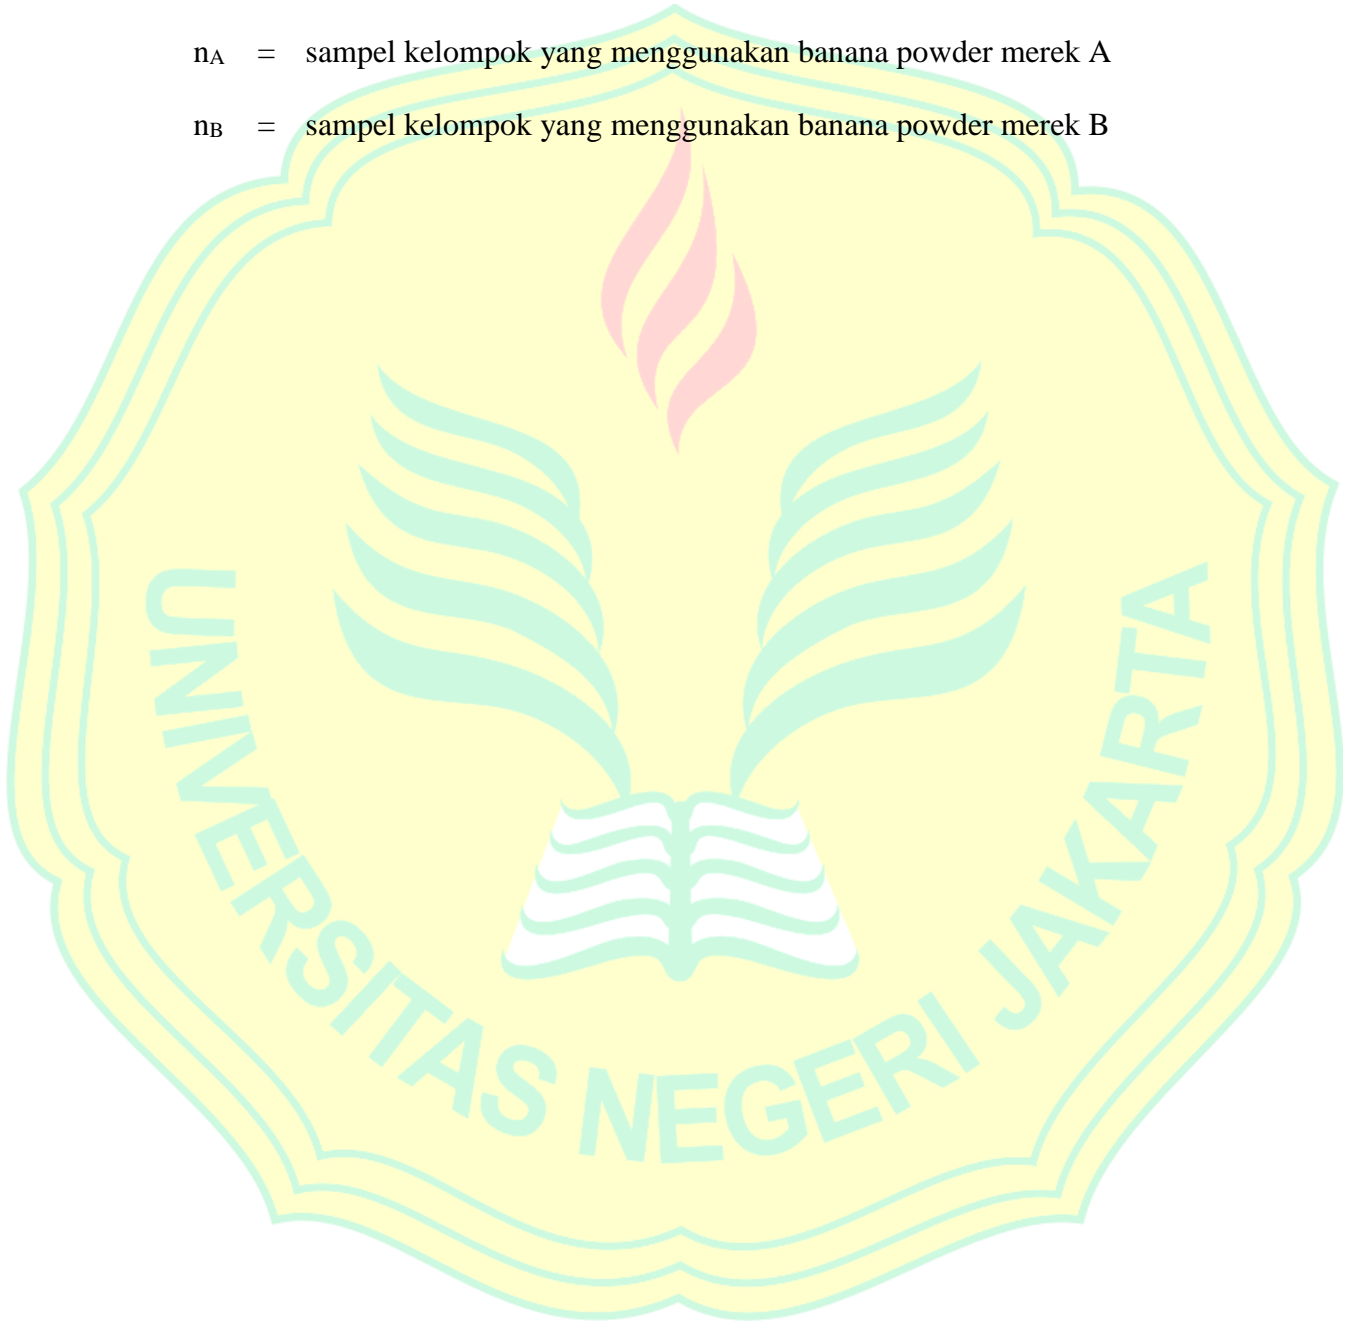 nA = sampel kelompok yang menggunakan banana powder merek A
nB = sampel kelompok yang menggunakan banana powder merek B
UNIVERSITAS NEGERI JAKARTA